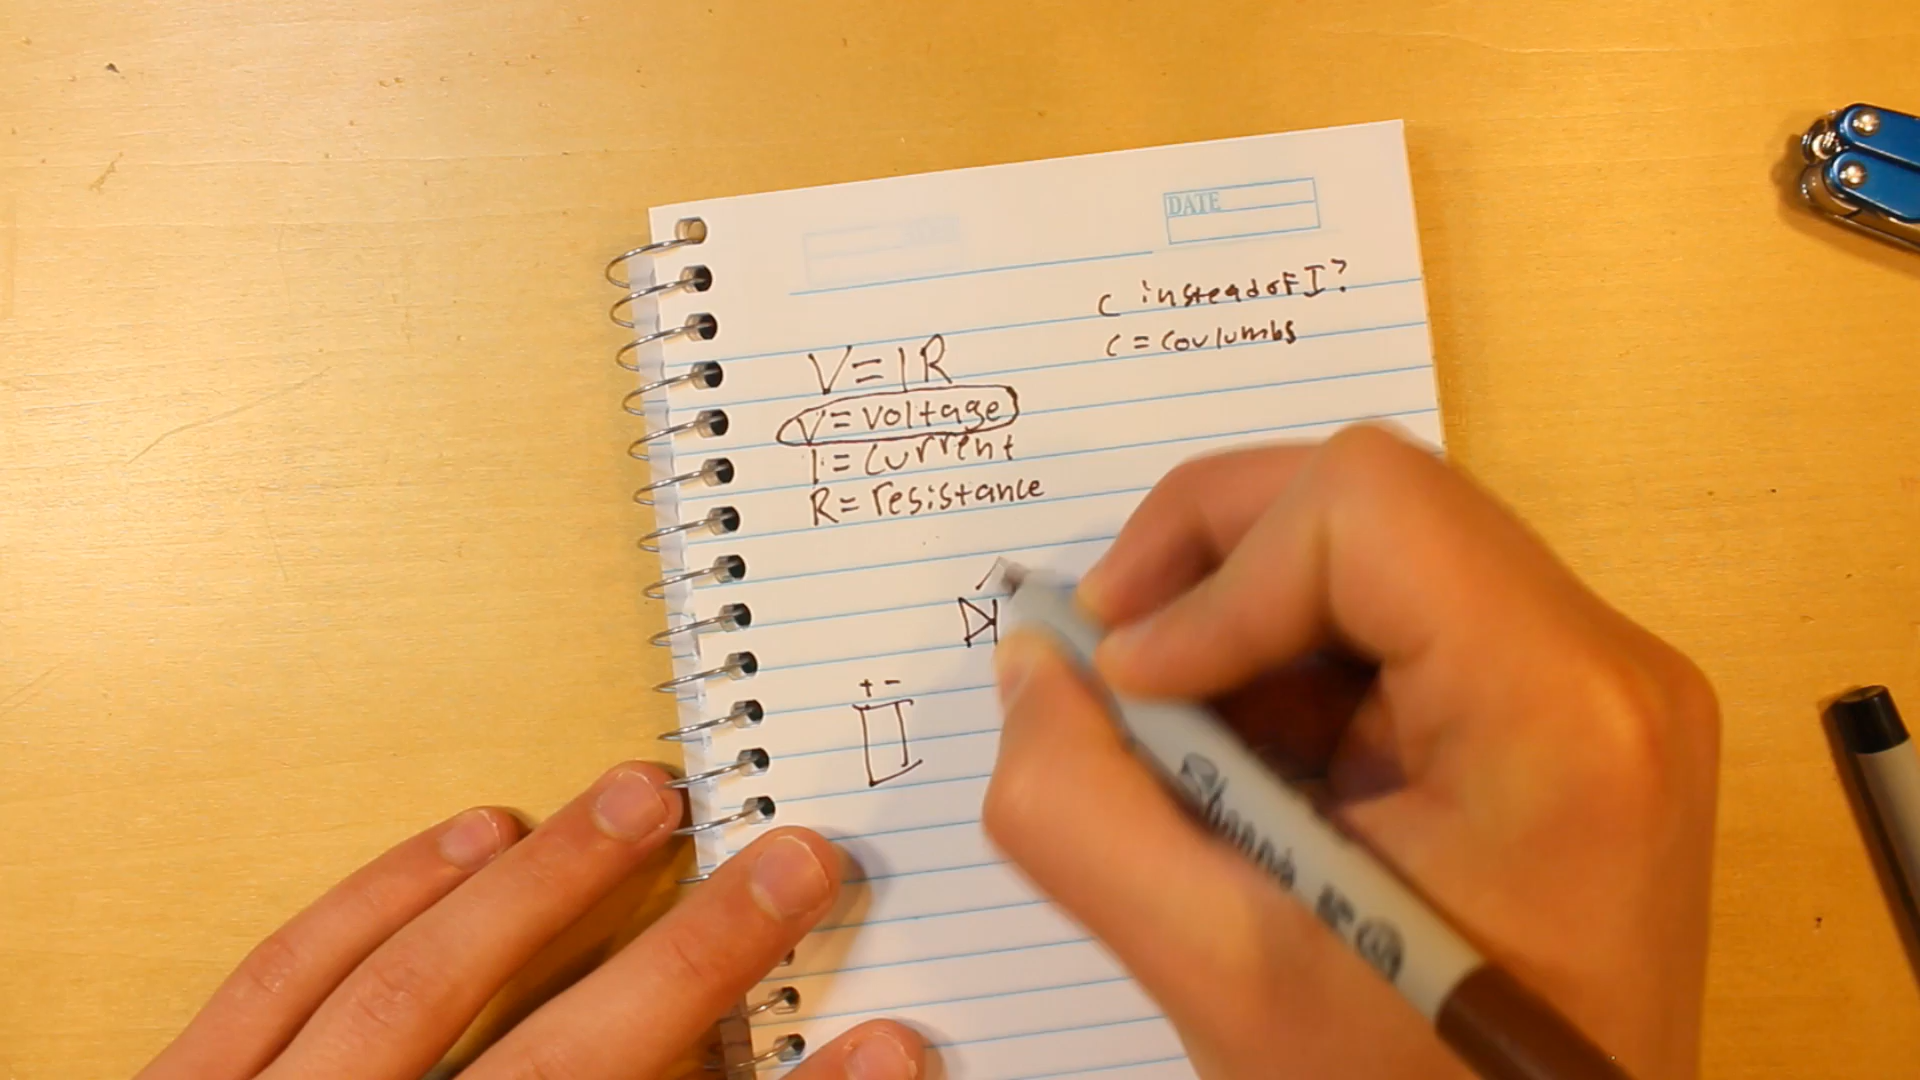 DATE
C instead of I?
C = Coulumbs
V=IR
V=voltage
I= current
R= resistance
+ -
Sharpie